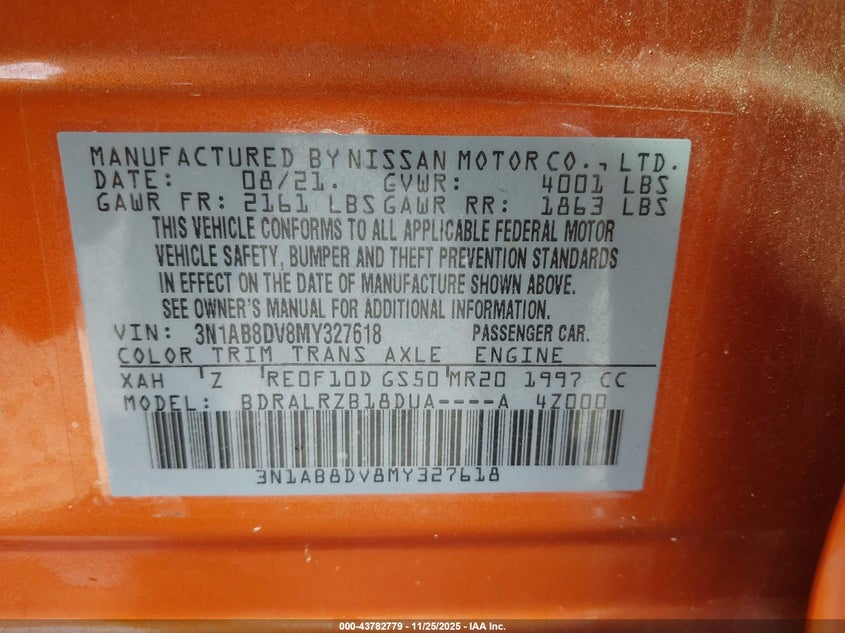 MANUFACTURED BY NISSAN MOTOR CO., LTD.
DATE: 08/21. GVWR: 4001 LBS
GAWR FR: 2161 LBS GAWR RR: 1863 LBS
THIS VEHICLE CONFORMS TO ALL APPLICABLE FEDERAL MOTOR
VEHICLE SAFETY, BUMPER AND THEFT PREVENTION STANDARDS
IN EFFECT ON THE DATE OF MANUFACTURE SHOWN ABOVE.
SEE OWNER'S MANUAL FOR ADDITIONAL INFORMATION.
VIN: 3N1AB8DV8MY327618 PASSENGER CAR.
COLOR TRIM TRANS AXLE ENGINE
XAH Z RE0F10D GS50 MR20 1997 CC
MODEL: BDRALRZB18DUA----A 4Z000
3N1AB8DV8MY327618
000-43782779 - 11/25/2025 - IAA Inc.